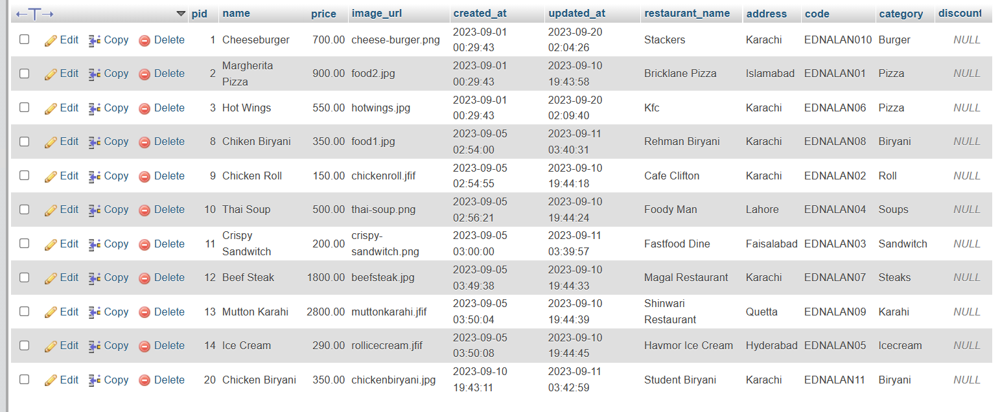 pid name price image_url created_at updated_at restaurant_name address code category discount
Edit Copy Delete 1 Cheeseburger 700.00 cheese-burger.png 2023-09-01 00:29:43 2023-09-20 02:04:26 Stackers Karachi EDNALAN010 Burger NULL
Edit Copy Delete 2 Margherita Pizza 900.00 food2.jpg 2023-09-01 00:29:43 2023-09-10 19:43:58 Bricklane Pizza Islamabad EDNALAN01 Pizza NULL
Edit Copy Delete 3 Hot Wings 550.00 hotwings.jpg 2023-09-01 00:29:43 2023-09-20 02:09:40 Kfc Karachi EDNALAN06 Pizza NULL
Edit Copy Delete 8 Chiken Biryani 350.00 food1.jpg 2023-09-05 02:54:00 2023-09-11 03:40:31 Rehman Biryani Karachi EDNALAN08 Biryani NULL
Edit Copy Delete 9 Chicken Roll 150.00 chickenroll.jfif 2023-09-05 02:54:55 2023-09-10 19:44:18 Cafe Clifton Karachi EDNALAN02 Roll NULL
Edit Copy Delete 10 Thai Soup 500.00 thai-soup.png 2023-09-05 02:56:21 2023-09-10 19:44:24 Foody Man Lahore EDNALAN04 Soups NULL
Edit Copy Delete 11 Crispy Sandwitch 200.00 crispy-sandwitch.png 2023-09-05 03:00:00 2023-09-11 03:39:57 Fastfood Dine Faisalabad EDNALAN03 Sandwitch NULL
Edit Copy Delete 12 Beef Steak 1800.00 beefsteak.jpg 2023-09-05 03:49:38 2023-09-10 19:44:33 Magal Restaurant Karachi EDNALAN07 Steaks NULL
Edit Copy Delete 13 Mutton Karahi 2800.00 muttonkarahi.jfif 2023-09-05 03:50:04 2023-09-10 19:44:39 Shinwari Restaurant Quetta EDNALAN09 Karahi NULL
Edit Copy Delete 14 Ice Cream 290.00 rollicecream.jfif 2023-09-05 03:50:08 2023-09-10 19:44:45 Havmor Ice Cream Hyderabad EDNALAN05 Icecream NULL
Edit Copy Delete 20 Chicken Biryani 350.00 chickenbiryani.jpg 2023-09-10 19:43:11 2023-09-11 03:42:59 Student Biryani Karachi EDNALAN11 Biryani NULL